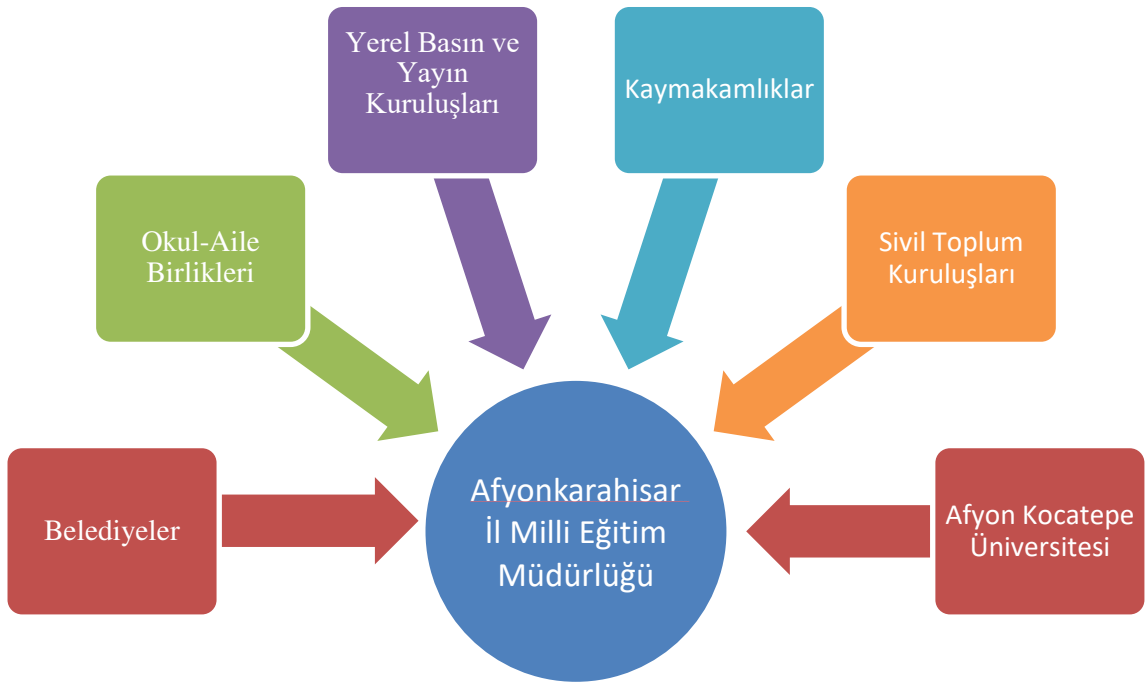 Yerel Basın ve
Yayın
Kuruluşları
Kaymakamlıklar
Okul-Aile
Birlikleri
Sivil Toplum
Kuruluşları
Belediyeler
Afyonkarahisar
İl Milli Eğitim
Müdürlüğü
Afyon Kocatepe
Üniversitesi